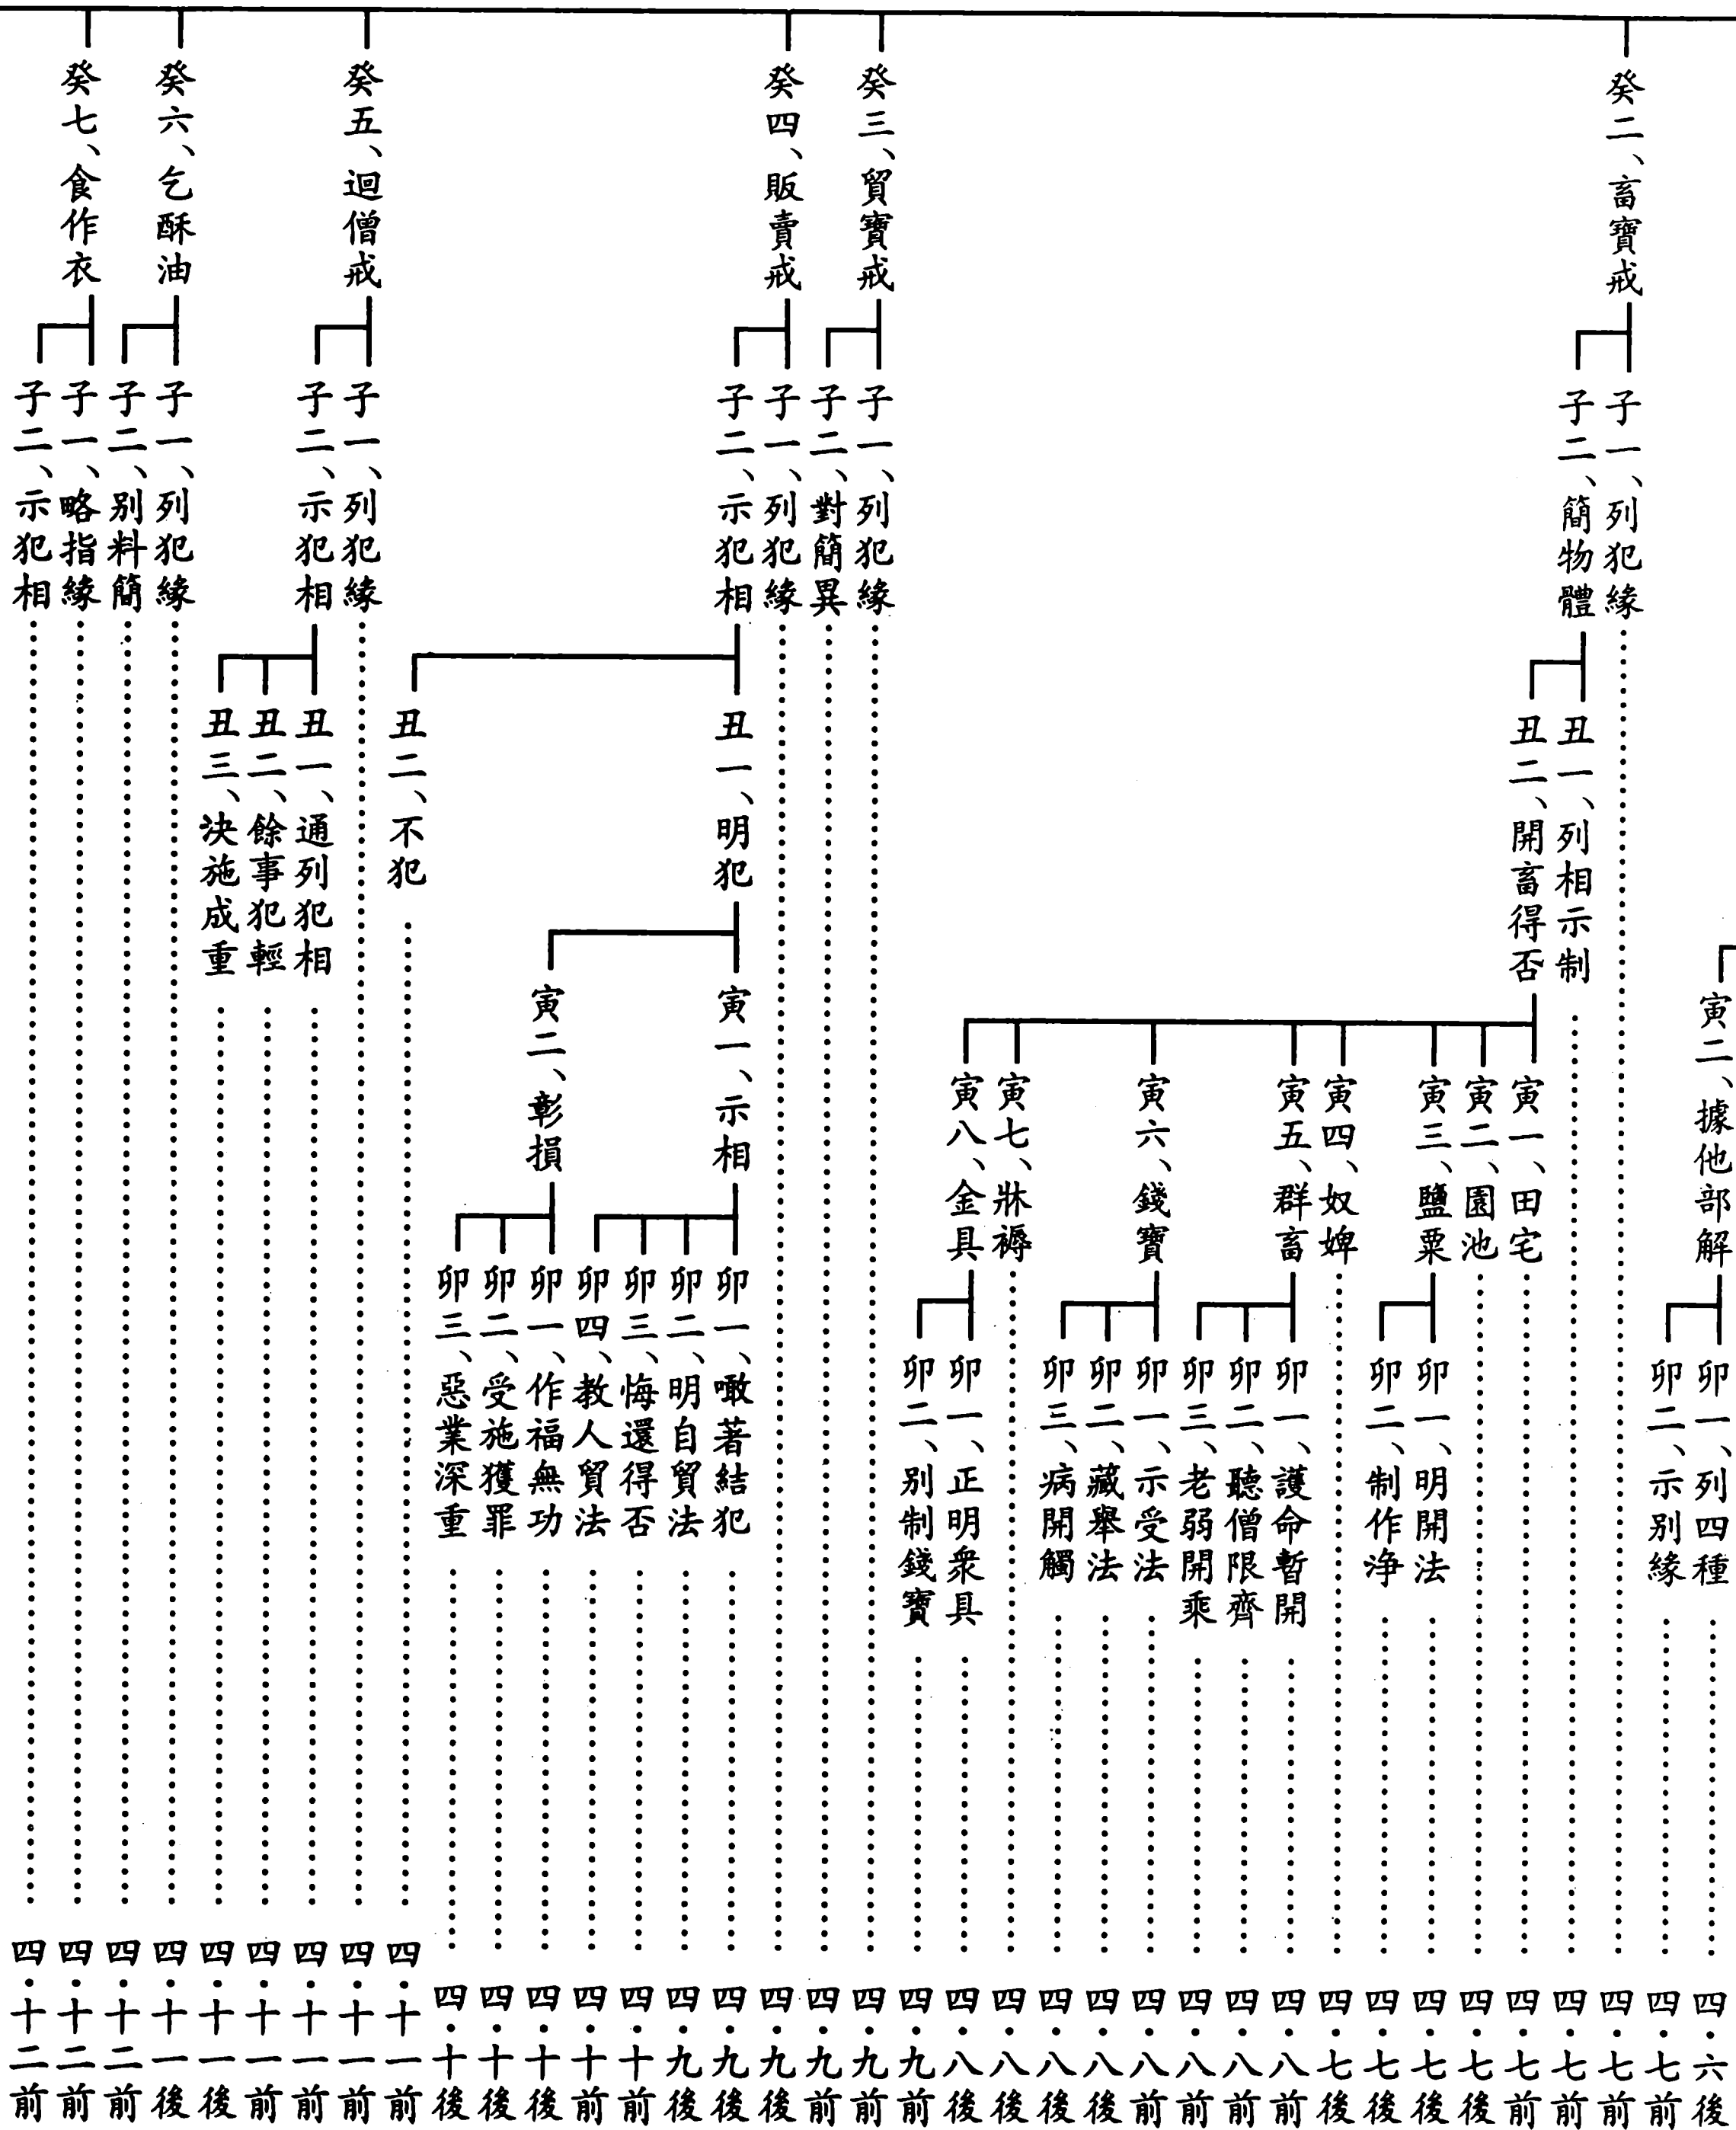 寅二、據他部解
卯一、列四種 四・六後
卯二、示別緣 四・七前
癸二、畜寶戒
子一、列犯緣 四・七前
子二、簡物體
丑一、列相示制 四・七前
丑二、開畜得否
寅一、田宅 四・七前
寅二、園池 四・七後
寅三、鹽粟
卯一、明開法 四・七後
卯二、制作净 四・七後
寅四、奴婢 四・七後
寅五、群畜
卯一、護命暫開 四・八前
卯二、聽僧限齊 四・八前
卯三、老弱開乘 四・八前
寅六、錢寶
卯一、示受法 四・八前
卯二、藏舉法 四・八後
卯三、病開觸 四・八後
寅七、牀褥 四・八後
寅八、金具
卯一、正明衆具 四・八後
卯二、別制錢寶 四・九前
癸三、貿寶戒
子一、列犯緣 四・九前
子二、對簡異 四・九前
癸四、販賣戒
子一、列犯緣 四・九後
子二、示犯相
丑一、明犯
寅一、示相
卯一、噉著結犯 四・九後
卯二、明自貿法 四・九後
卯三、悔還得否 四・十前
卯四、教人貿法 四・十前
寅二、彰損
卯一、作福無功 四・十後
卯二、受施獲罪 四・十後
卯三、惡業深重 四・十後
丑二、不犯 四・十一前
癸五、迴僧戒
子一、列犯緣 四・十一前
子二、示犯相
丑一、通列犯相 四・十一前
丑二、餘事犯輕 四・十一前
丑三、決施成重 四・十一後
癸六、乞酥油
子一、列犯緣 四・十一後
子二、別料簡 四・十二前
癸七、食作衣
子一、略指緣 四・十二前
子二、示犯相 四・十二前